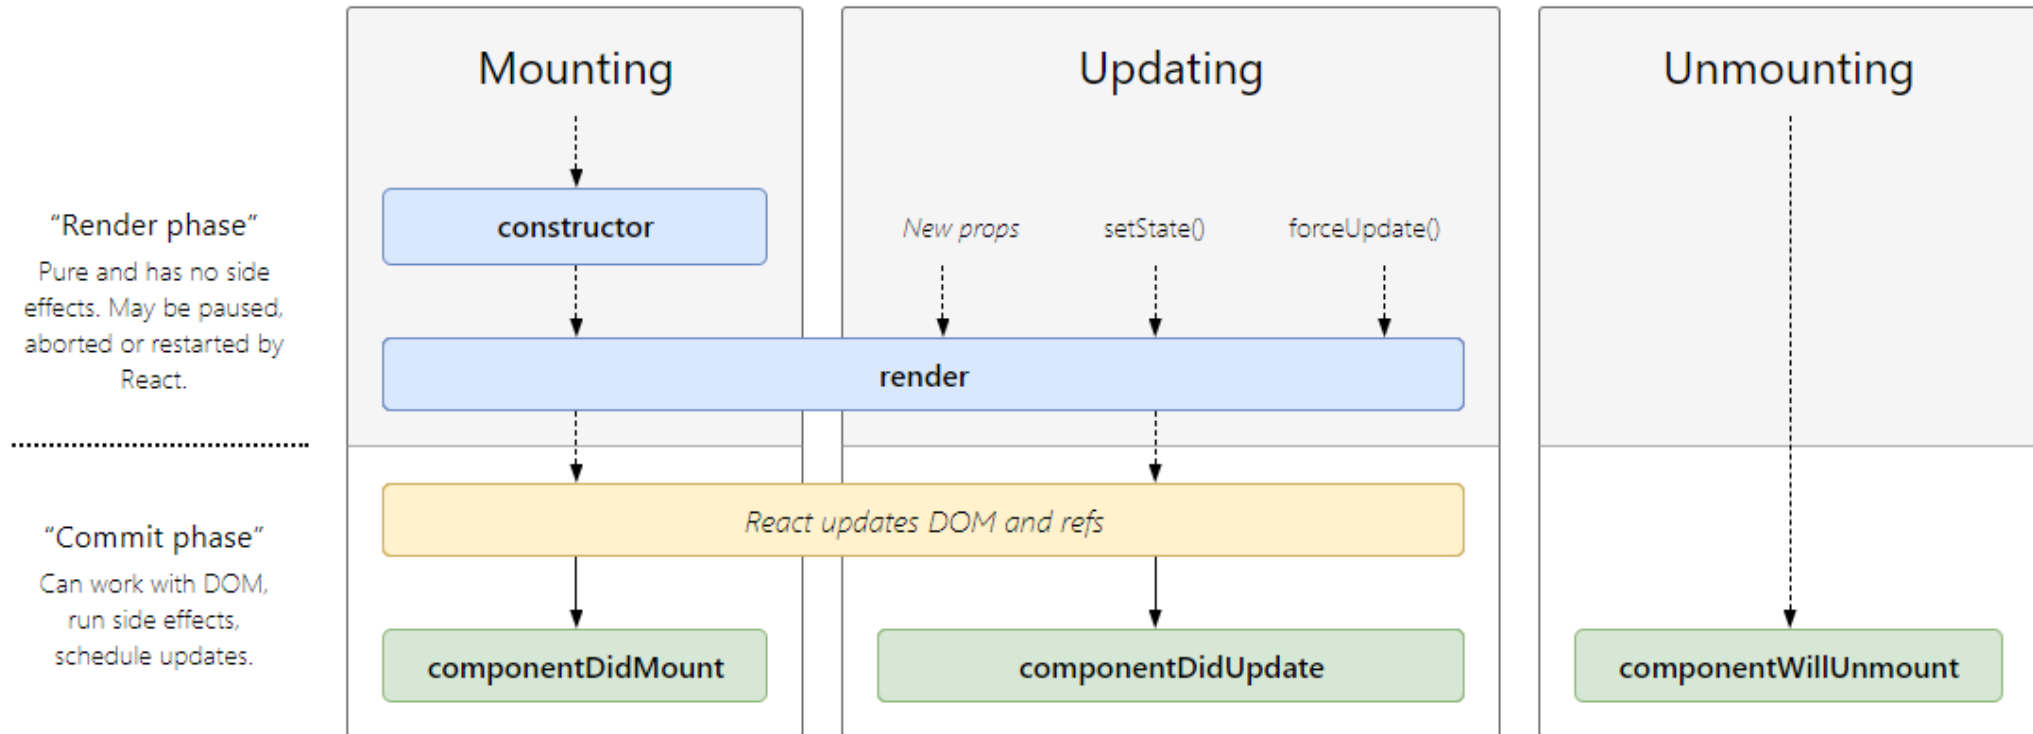 Mounting
Updating
Unmounting
“Render phase”
Pure and has no side
effects. May be paused,
aborted or restarted by
React.
constructor
New props
setState()
forceUpdate()
render
“Commit phase”
Can work with DOM,
run side effects,
schedule updates.
React updates DOM and refs
componentDidMount
componentDidUpdate
componentWillUnmount